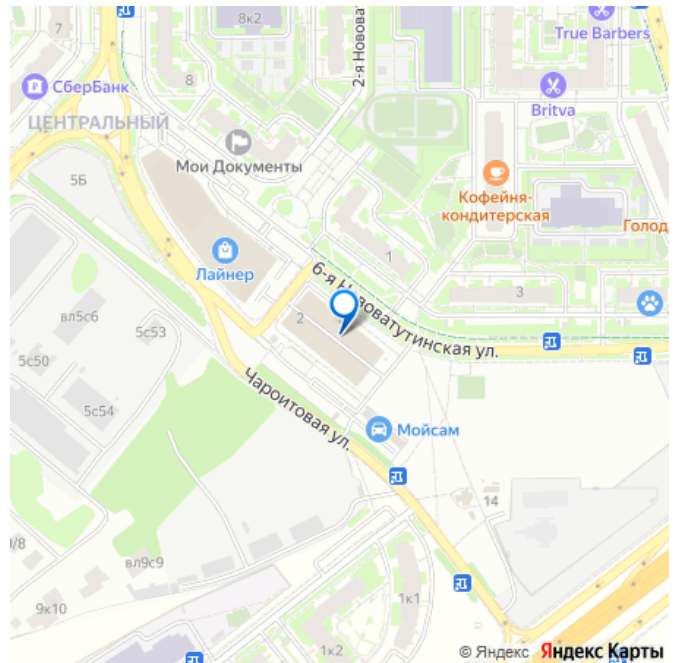 7
8к2
True Barbers
2-я Новова
СберБанк
8
Britva
ЦЕНТРАЛЬНЫЙ
Мои Документы
5Б
Кофейня-
кондитерская
Голод
Лайнер
1
6-я Нововатутинская ул.
3
вл5с6
5с53
2
5с50
5с54
Чароитовая ул.
Мойсам
14
0/8
вл9с9
9к10
1к1
1к2
© Яндекс Яндекс Карты